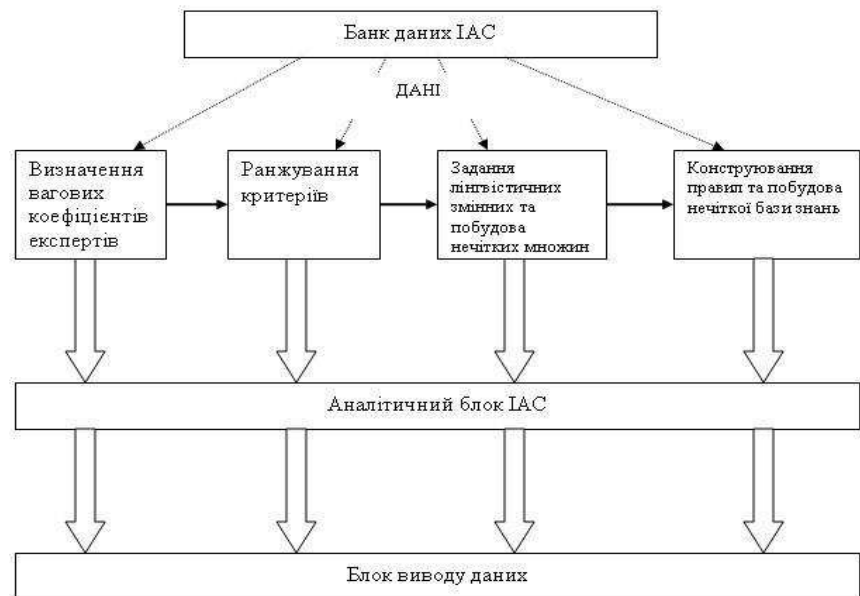 Банк даних ІАС
ДАНІ
Визначення
вагових
коефіцієнтів
експертів
Ранжування
критеріїв
Задання
лінгвістичних
змінних та
побудова
нечітких множин
Конструювання
правил та побудова
нечіткої бази знань
Аналітичний блок ІАС
Блок виводу даних